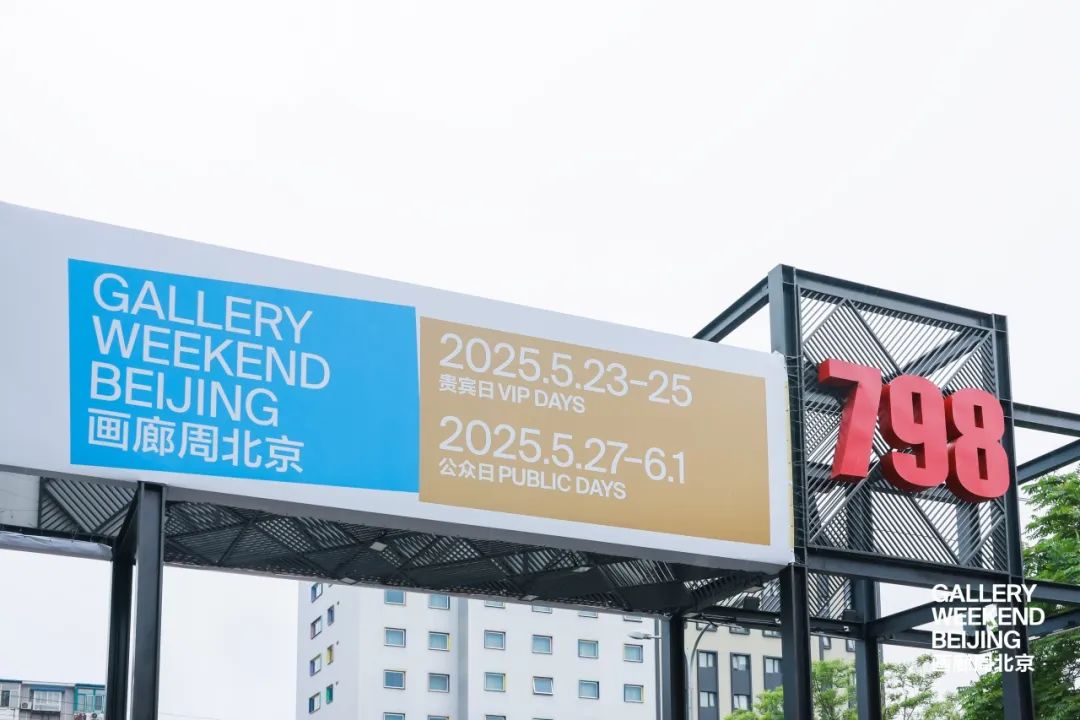 GALLERY
WEEKEND
BEIJING
画廊周北京
2025.5.23–25
贵宾日 VIP DAYS
2025.5.27–6.1
公众日 PUBLIC DAYS
798
GALLERY
WEEKEND
BEIJING
画廊周北京